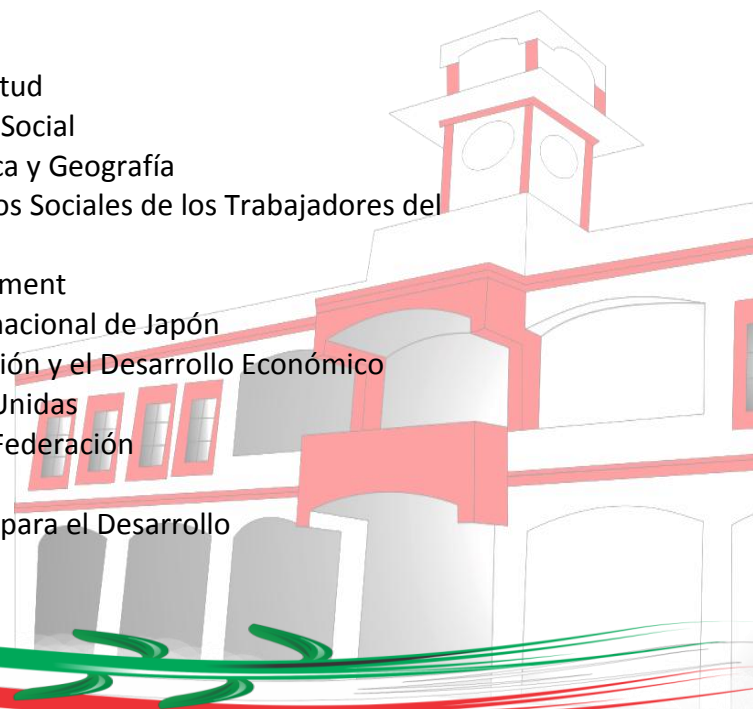 tud
Social
ca y Geografía
os Sociales de los Trabajadores del
ment
nacional de Japón
ión y el Desarrollo Económico
Unidas
Federación
para el Desarrollo